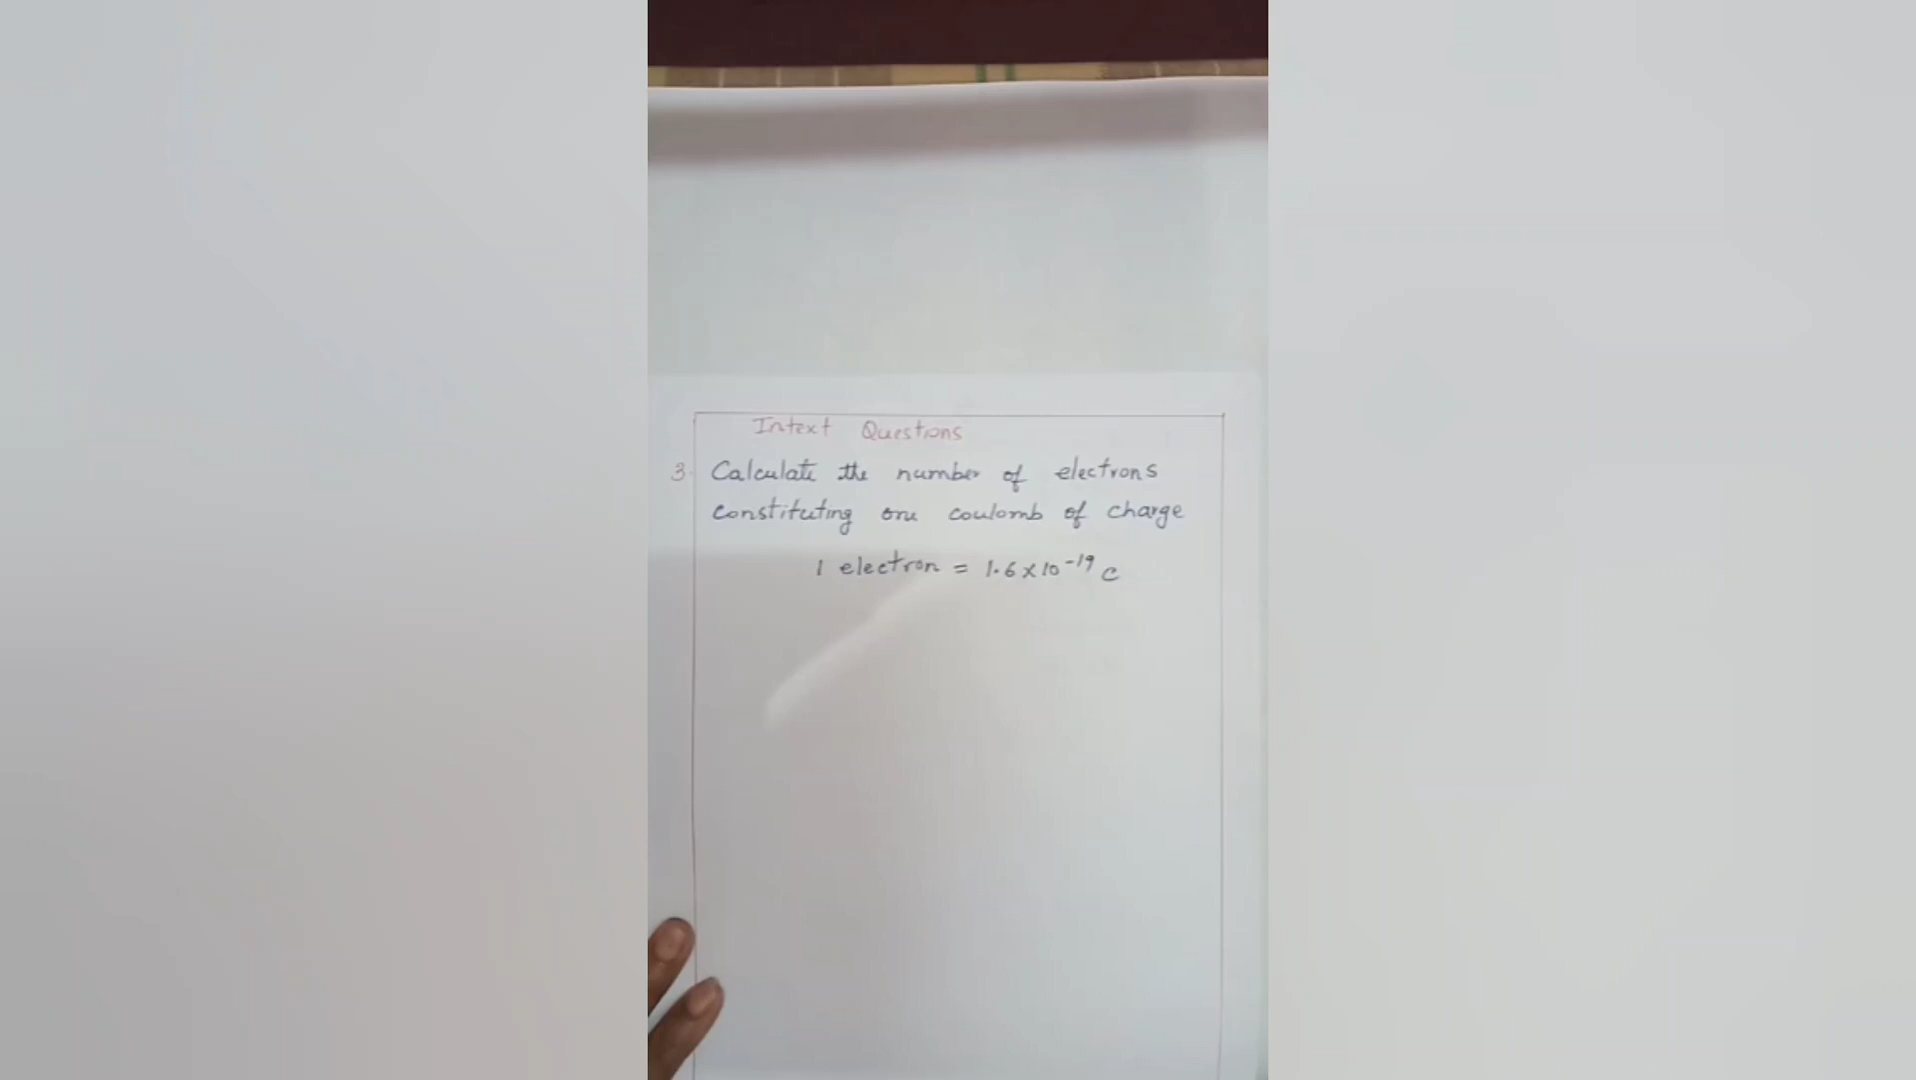 Intext Questions
3. Calculate the number of electrons
constituting one coulomb of charge
1 electron = 1.6 x 10⁻¹⁹ C